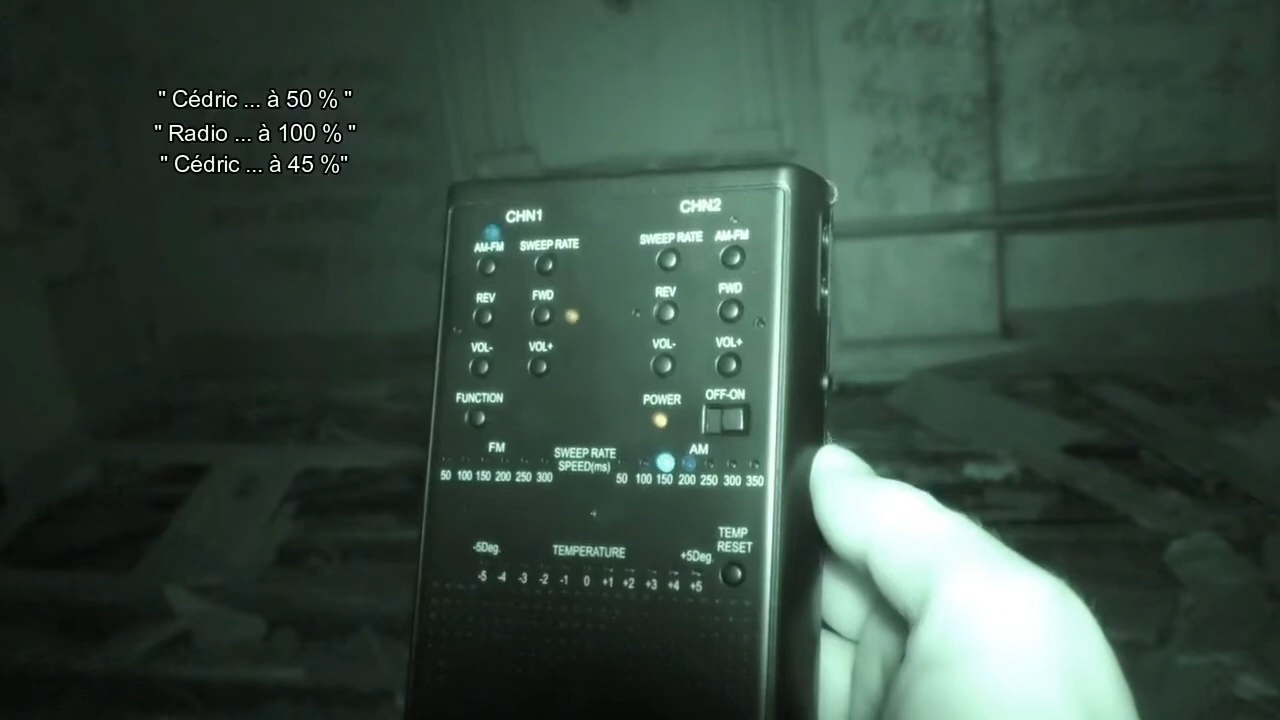 " Cédric ... à 50 % "
" Radio ... à 100 % "
" Cédric ... à 45 %"
CHN1 CHN2
AM-FM SWEEP RATE SWEEP RATE AM-FM
REV FWD REV FWD
VOL- VOL+ VOL- VOL+
FUNCTION POWER OFF-ON
FM SWEEP RATE AM
SPEED(ms)
50 100 150 200 250 300 50 100 150 200 250 300 350
TEMP
RESET
-5Deg. TEMPERATURE +5Deg.
-5 -4 -3 -2 -1 0 +1 +2 +3 +4 +5